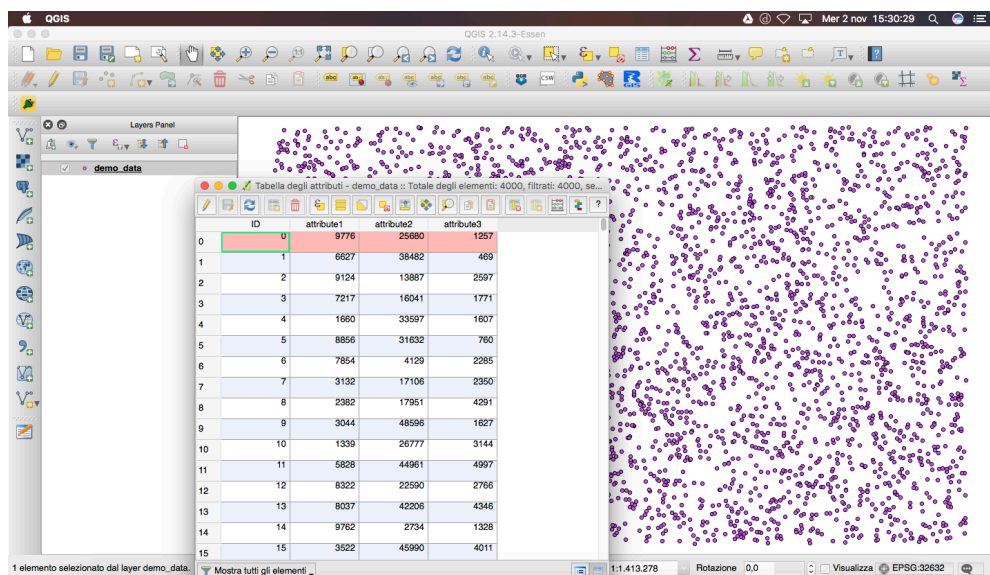 QGIS
Mer 2 nov 15:30:29
QGIS 2.14.3-Essen
Layers Panel
demo_data
Tabella degli attributi - demo_data :: Totale degli elementi: 4000, filtrati: 4000, se...
ID attribute1 attribute2 attribute3
0 0 9776 25680 1257
1 1 6627 38482 469
2 2 9124 13887 2597
3 3 7217 16041 1771
4 4 1660 33597 1607
5 5 8856 31632 760
6 6 7854 4129 2285
7 7 3132 17106 2350
8 8 2382 17951 4291
9 9 3044 48596 1627
10 10 1339 26777 3144
11 11 5828 44961 4997
12 12 8322 22590 2766
13 13 8037 42206 4346
14 14 9762 2734 1328
15 15 3522 45990 4011
Mostra tutti gli elementi
1 elemento selezionato dal layer demo_data.
1:1.413.278 Rotazione 0,0 Visualizza EPSG:32632